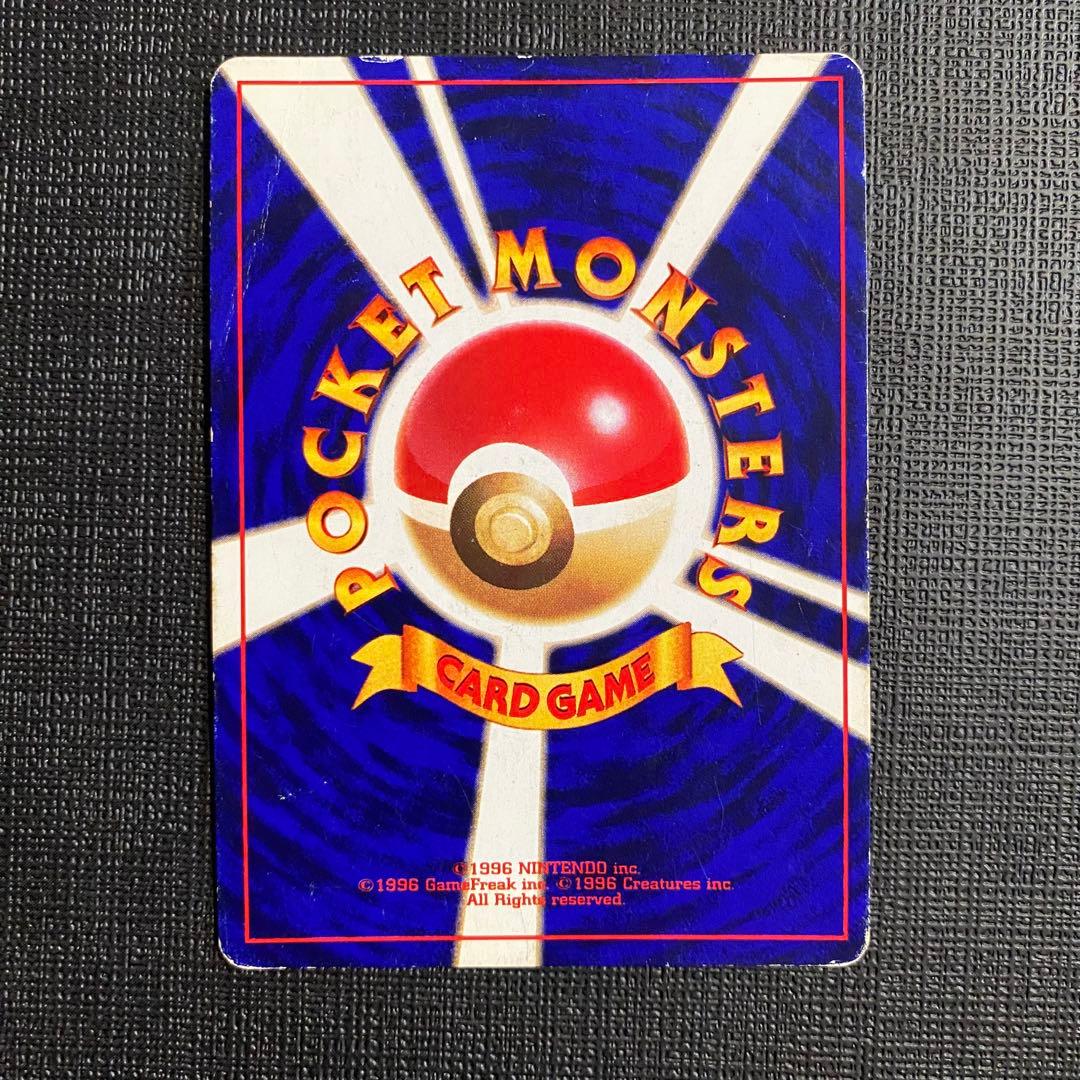 POCKET MONSTERS
CARD GAME
©1996 NINTENDO inc.
©1996 GameFreak inc. ©1996 Creatures inc.
All Rights reserved.